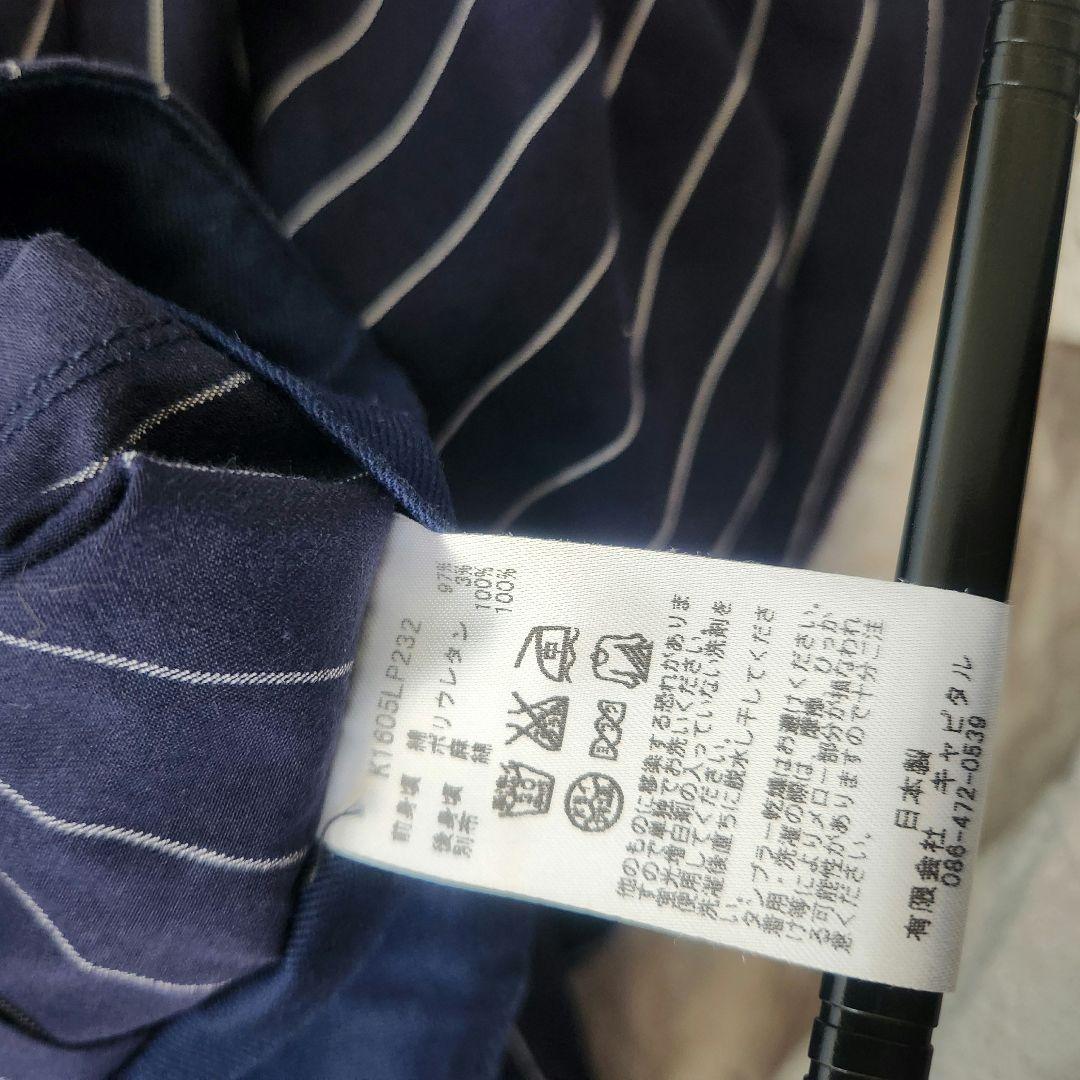 K1605LP232
前身頃 綿 97%
ポリウレタン 3%
後身頃 麻 100%
別布 綿 100%
他のものに移染する恐れがありま
すので単独でお洗いください。
蛍光増白剤の入っていない洗剤を
使用してください。
洗濯後直ちに脱水し干してくださ
い。
タンブラー乾燥はお避けください。
着用・洗濯の際は、摩擦、ひっか
け等によりメロー部分が損なわれ
る可能性がありますので十分ご注
意ください。
日本製
有限会社 キャピタル
086-472-0539